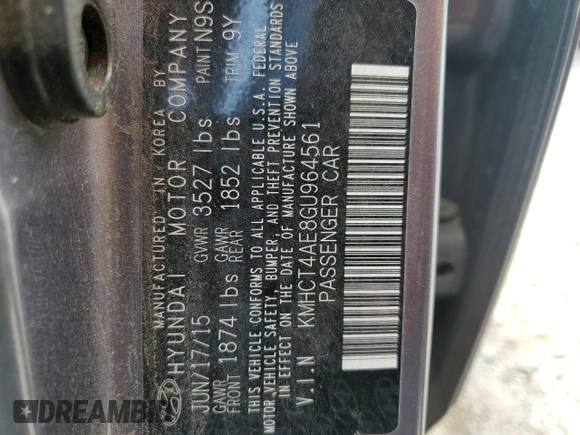 MANUFACTURED IN KOREA BY
HYUNDAI MOTOR COMPANY
JUN/17/15 GVWR 3527 lbs PAINT N9S
GAWR FRONT 1874 lbs GAWR REAR 1852 lbs TRIM 9Y
THIS VEHICLE CONFORMS TO ALL APPLICABLE U.S.A. FEDERAL
MOTOR VEHICLE SAFETY, BUMPER, AND THEFT PREVENTION STANDARDS
IN EFFECT ON THE DATE OF MANUFACTURE SHOWN ABOVE
V.I.N KMHCT4AE8GU964561
PASSENGER CAR
DREAMBI